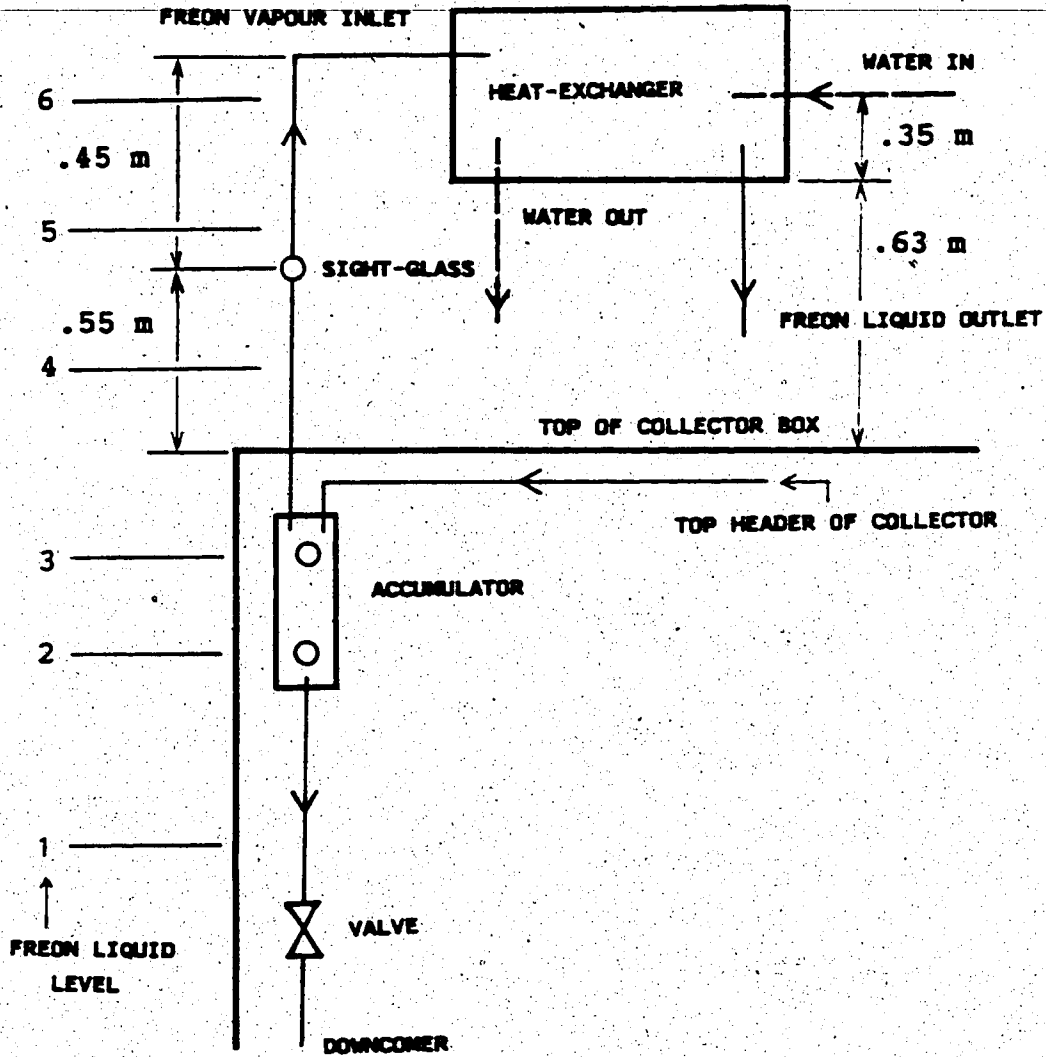 FREON VAPOUR INLET
WATER IN
HEAT-EXCHANGER
6
.45 m
.35 m
5
WATER OUT
.63 m
SIGHT-GLASS
.55 m
FREON LIQUID OUTLET
4
TOP OF COLLECTOR BOX
TOP HEADER OF COLLECTOR
3
ACCUMULATOR
2
1
VALVE
FREON LIQUID
LEVEL
DOWNCOMER